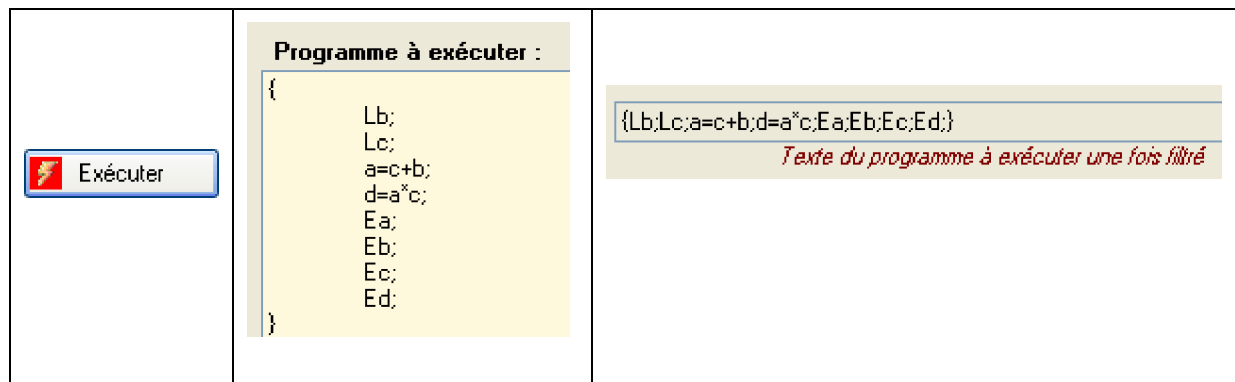 Exécuter
Programme à exécuter :
{
Lb;
Lc;
a=c+b;
d=a*c;
Ea;
Eb;
Ec;
Ed;
}
{Lb;Lc;a=c+b;d=a*c;Ea;Eb;Ec;Ed;}
Texte du programme à exécuter une fois filtré